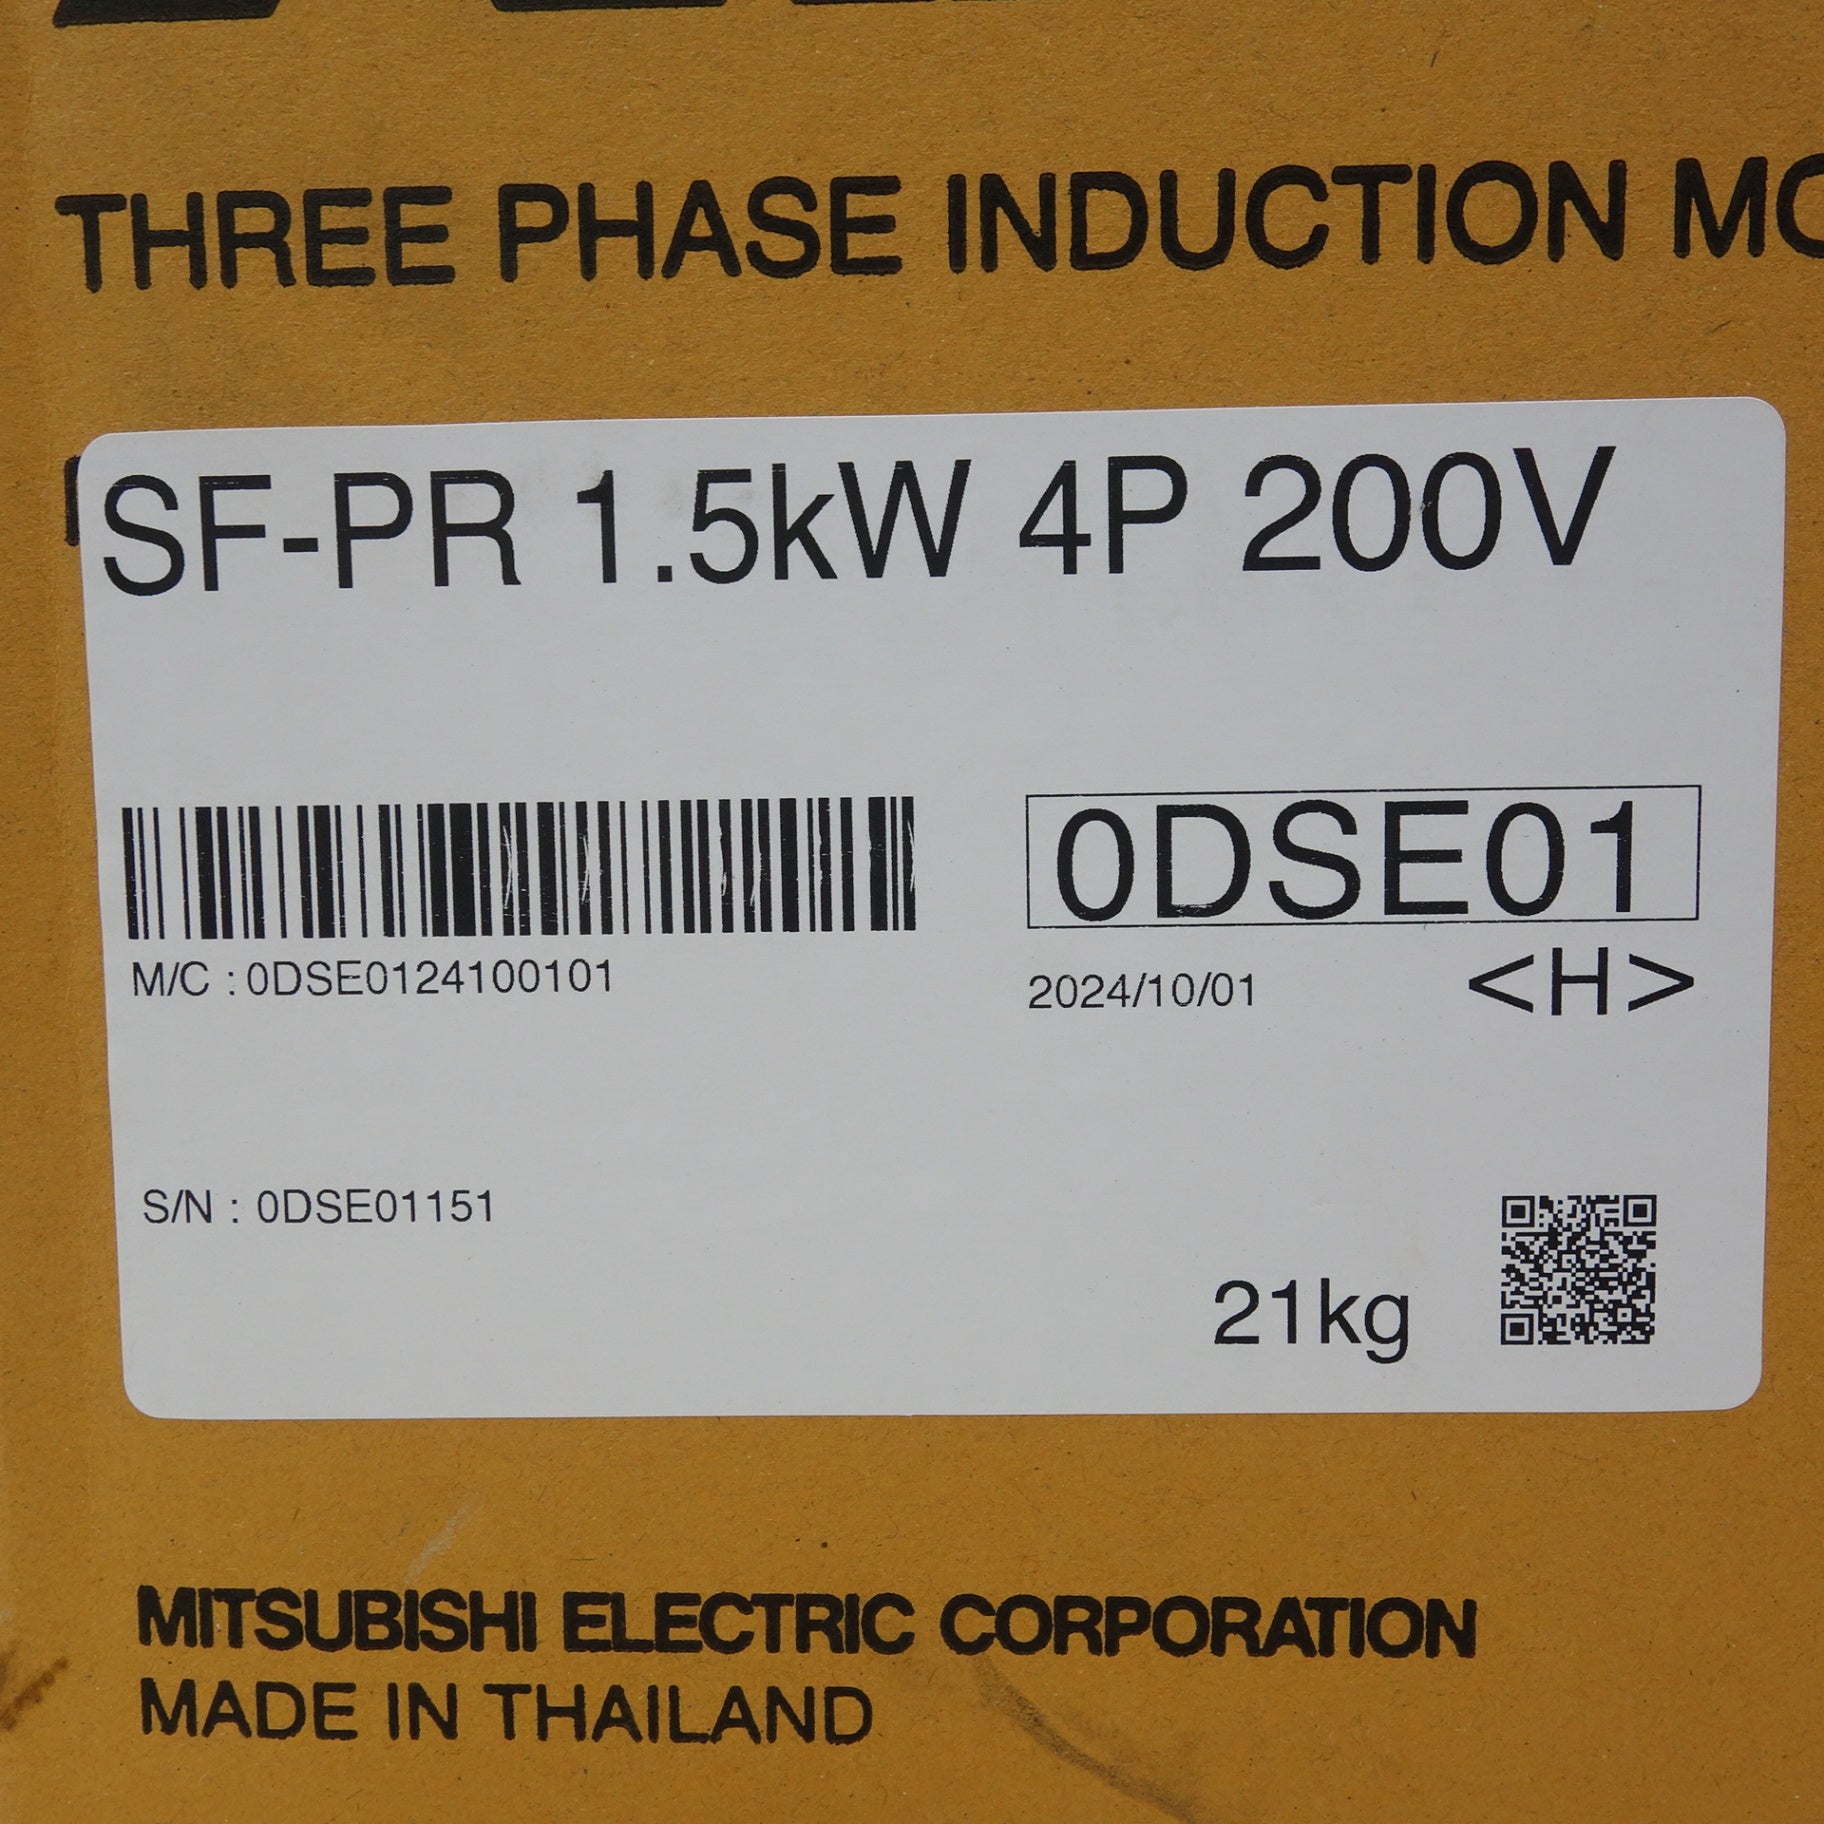 THREE PHASE INDUCTION MO
SF-PR 1.5kW 4P 200V
0DSE01
M/C : 0DSE0124100101
2024/10/01
<H>
S/N : 0DSE01151
21kg
MITSUBISHI ELECTRIC CORPORATION
MADE IN THAILAND